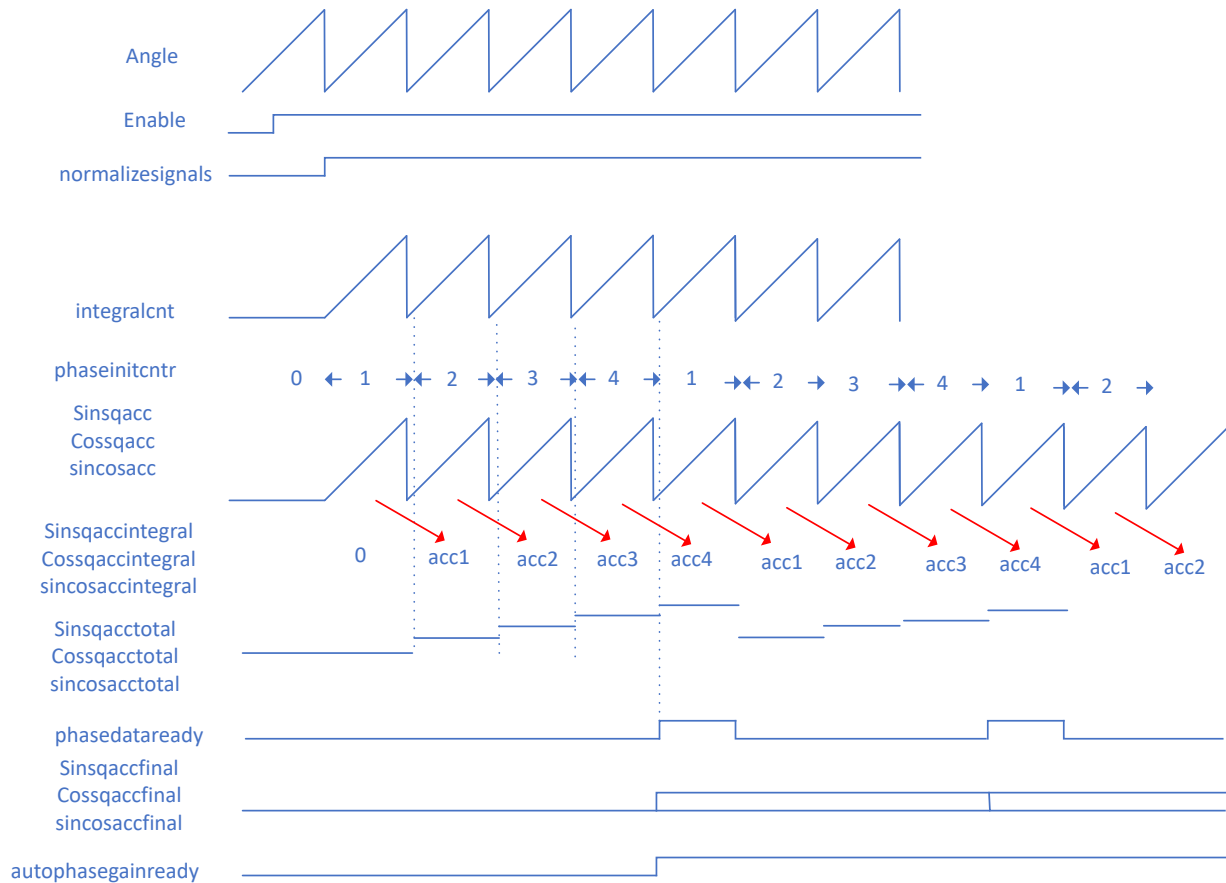 Angle
Enable
normalizesignals
integralcnt
phaseinitcntr 0 1 2 3 4 1 2 3 4 1 2
Sinsqacc
Cossqacc
sincosacc
Sinsqaccintegral
Cossqaccintegral 0 acc1 acc2 acc3 acc4 acc1 acc2 acc3 acc4 acc1 acc2
sincosaccintegral
Sinsqacctotal
Cossqacctotal
sincosacctotal
phasedataready
Sinsqaccfinal
Cossqaccfinal
sincosaccfinal
autophasegainready